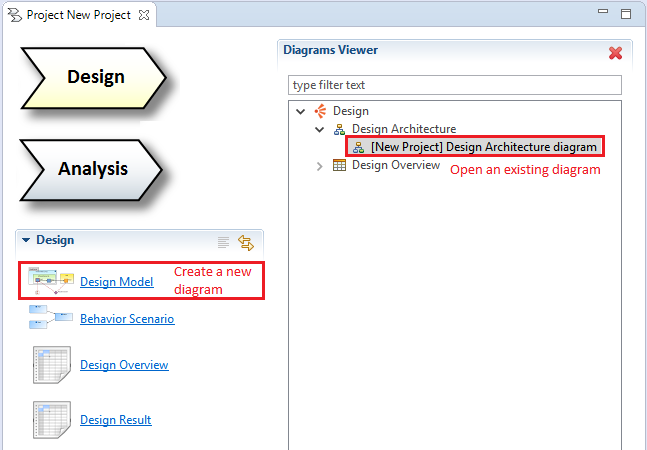 Project New Project
Design
Analysis
Design
Design Model
Create a new
diagram
Behavior Scenario
Design Overview
Design Result
Diagrams Viewer
type filter text
Design
Design Architecture
[New Project] Design Architecture diagram
Design Overview
Open an existing diagram